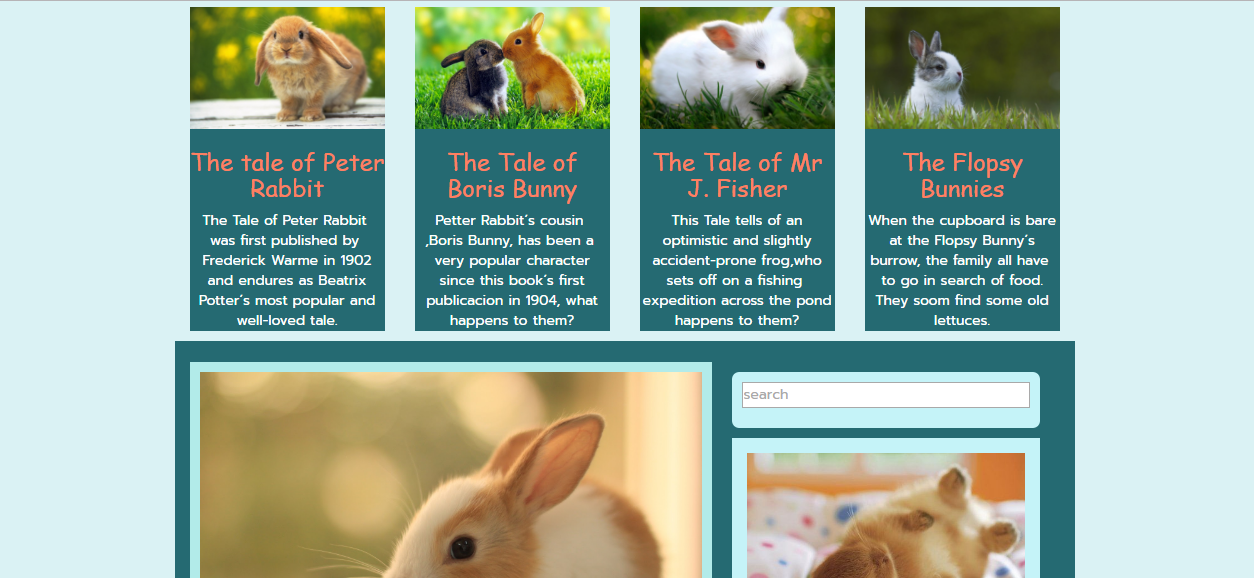 The tale of Peter
Rabbit
The Tale of Peter Rabbit
was first published by
Frederick Warme in 1902
and endures as Beatrix
Potter's most popular and
well-loved tale.
The Tale of
Boris Bunny
Petter Rabbit's cousin
,Boris Bunny, has been a
very popular character
since this book's first
publicacion in 1904, what
happens to them?
The Tale of Mr
J. Fisher
This Tale tells of an
optimistic and slightly
accident-prone frog,who
sets off on a fishing
expedition across the pond
happens to them?
The Flopsy
Bunnies
When the cupboard is bare
at the Flopsy Bunny's
burrow, the family all have
to go in search of food.
They soom find some old
lettuces.
search